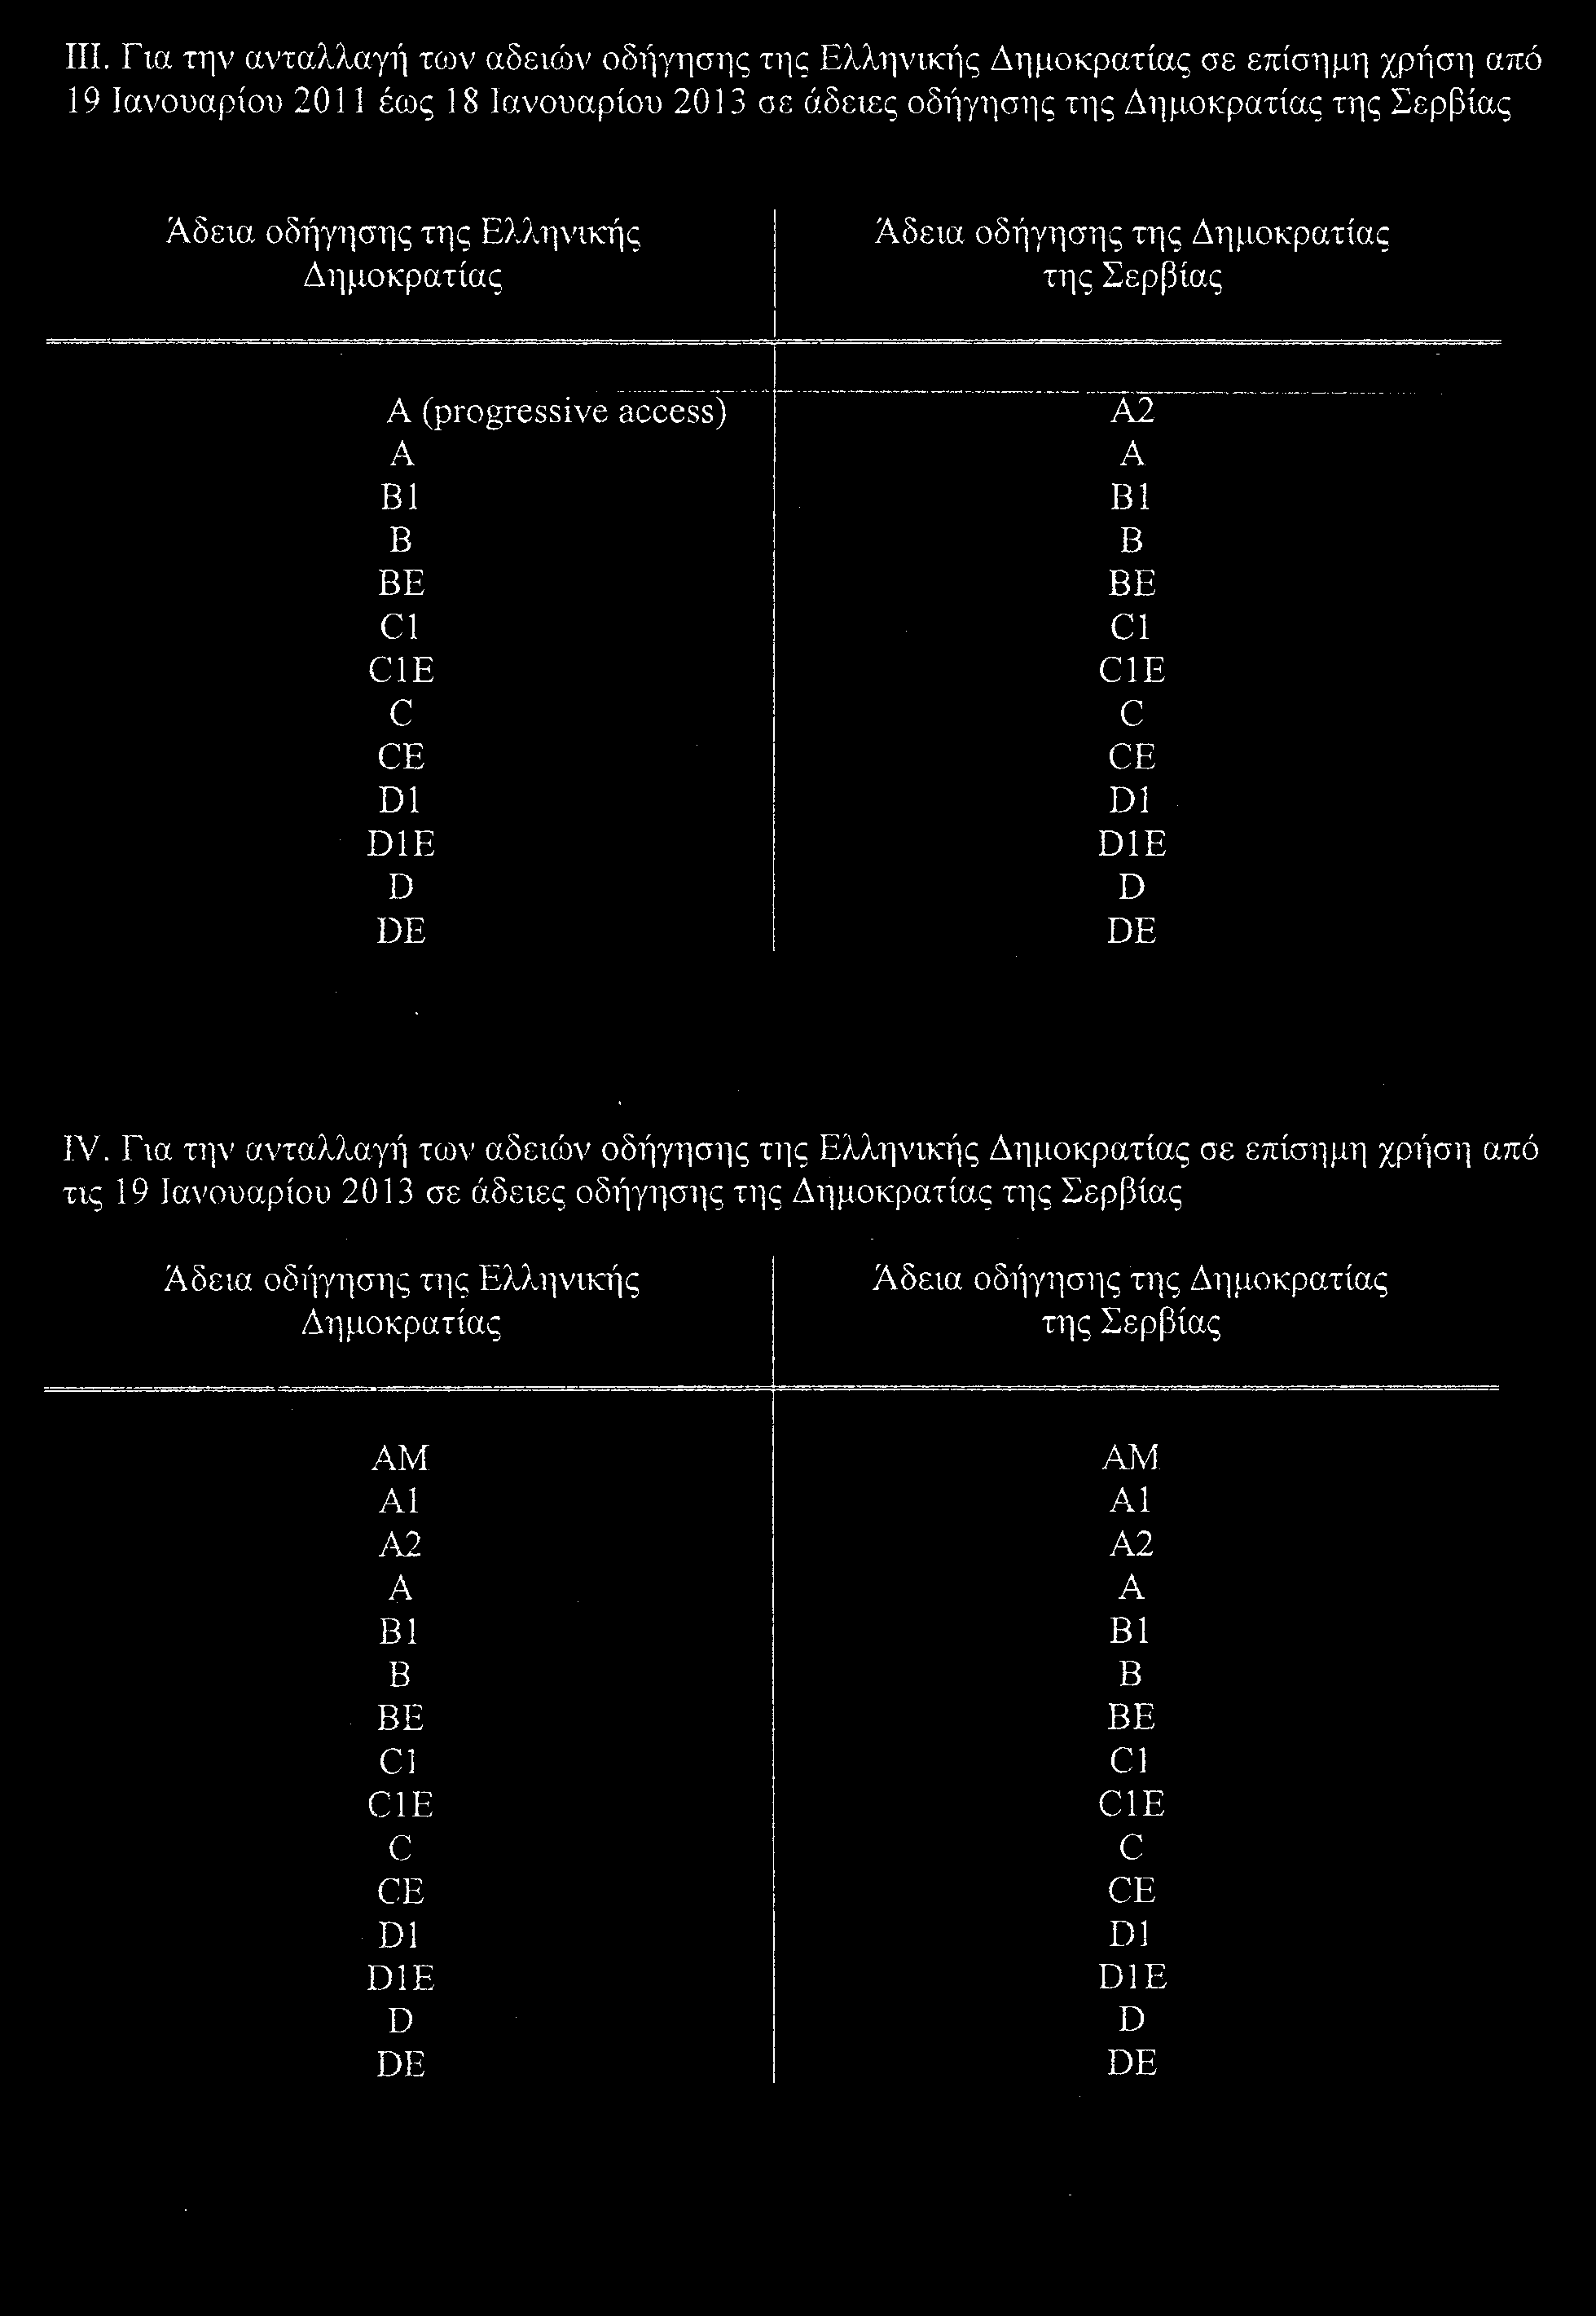 III. Για την ανταλλαγή των αδειών οδήγησης της Ελληνικής Δημοκρατίας σε επίσημη χρήση από
19 Ιανουαρίου 2011 έως 18 Ιανουαρίου 2013 σε άδειες οδήγησης της Δημοκρατίας της Σερβίας
Άδεια οδήγησης της Ελληνικής Άδεια οδήγησης της Δημοκρατίας
Δημοκρατίας της Σερβίας
A (progressive access) A2
A A
B1 B1
B B
BE BE
C1 C1
C1E C1E
C C
CE CE
D1 D1
D1E D1E
D D
DE DE
IV. Για την ανταλλαγή των αδειών οδήγησης της Ελληνικής Δημοκρατίας σε επίσημη χρήση από
τις 19 Ιανουαρίου 2013 σε άδειες οδήγησης της Δημοκρατίας της Σερβίας
Άδεια οδήγησης της Ελληνικής Άδεια οδήγησης της Δημοκρατίας
Δημοκρατίας της Σερβίας
AM AM
A1 A1
A2 A2
A A
B1 B1
B B
BE BE
C1 C1
C1E C1E
C C
CE CE
D1 D1
D1E D1E
D D
DE DE